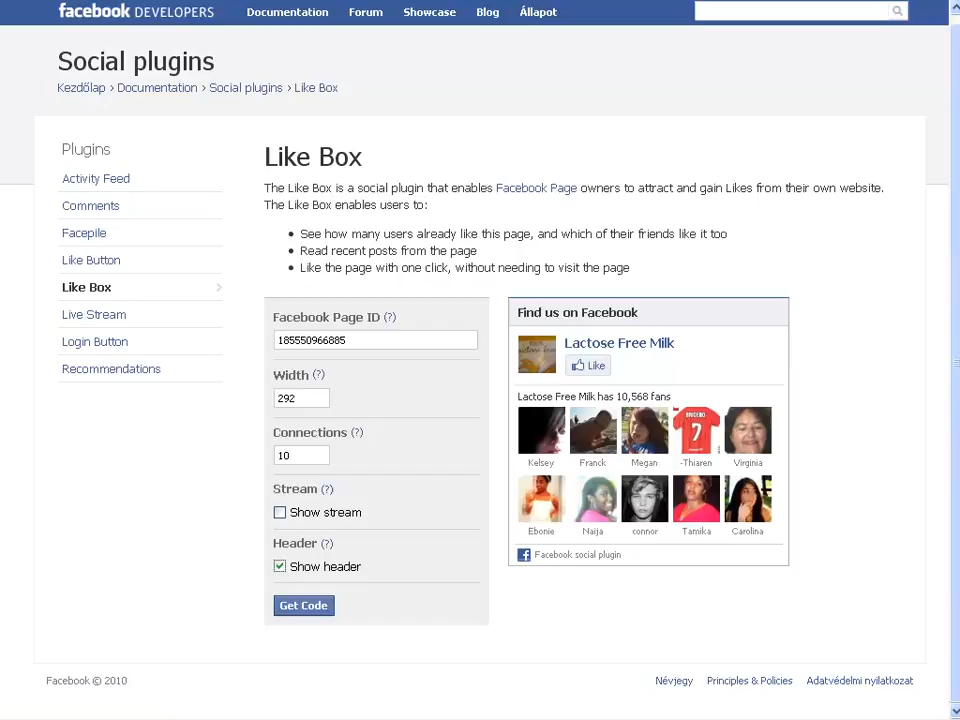 facebook DEVELOPERS Documentation Forum Showcase Blog Állapot
Social plugins
Kezdőlap › Documentation › Social plugins › Like Box
Plugins
Activity Feed
Comments
Facepile
Like Button
Like Box
Live Stream
Login Button
Recommendations
Like Box
The Like Box is a social plugin that enables Facebook Page owners to attract and gain Likes from their own website.
The Like Box enables users to:
• See how many users already like this page, and which of their friends like it too
• Read recent posts from the page
• Like the page with one click, without needing to visit the page
Facebook Page ID (?)
185550966885
Width (?)
292
Connections (?)
10
Stream (?)
Show stream
Header (?)
Show header
Get Code
Find us on Facebook
Lactose Free Milk
Like
Lactose Free Milk has 10,568 fans
Kelsey Franck Megan -Thiaren Virginia
Ebonie Naija connor Tamika Carolina
Facebook social plugin
Facebook © 2010 Névjegy Principles & Policies Adatvédelmi nyilatkozat